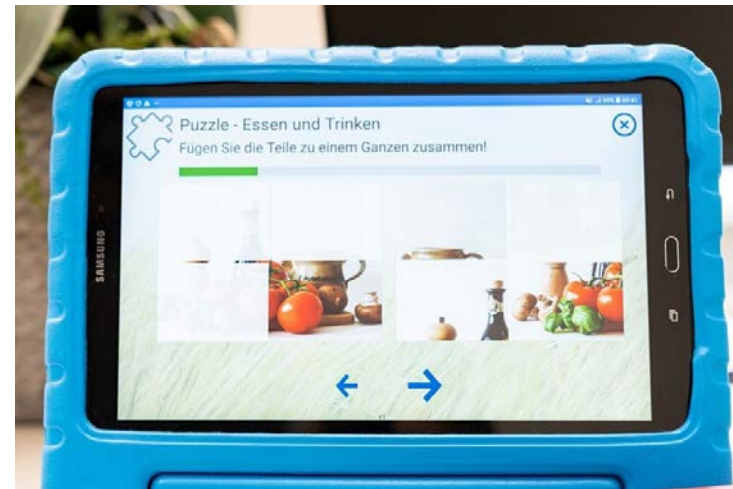 Puzzle - Essen und Trinken
Fügen Sie die Teile zu einem Ganzen zusammen!
SAMSUNG